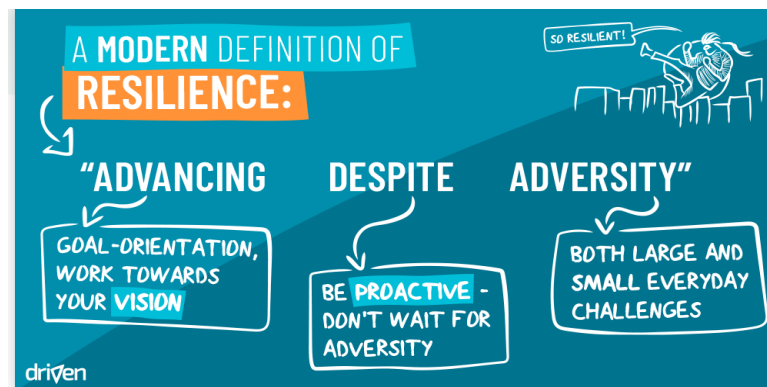 A MODERN DEFINITION OF
RESILIENCE:
SO RESILIENT!
"ADVANCING DESPITE ADVERSITY"
GOAL-ORIENTATION,
WORK TOWARDS
YOUR VISION
BE PROACTIVE -
DON'T WAIT FOR
ADVERSITY
BOTH LARGE AND
SMALL EVERYDAY
CHALLENGES
driven